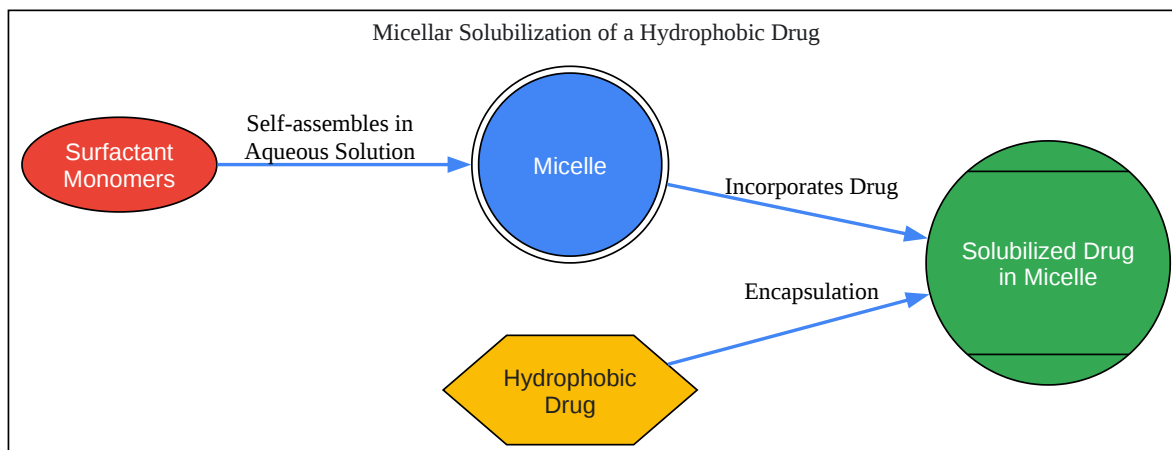 Micellar Solubilization of a Hydrophobic Drug
Surfactant
Monomers
Self-assembles in
Aqueous Solution
Micelle
Incorporates Drug
Encapsulation
Hydrophobic
Drug
Solubilized Drug
in Micelle